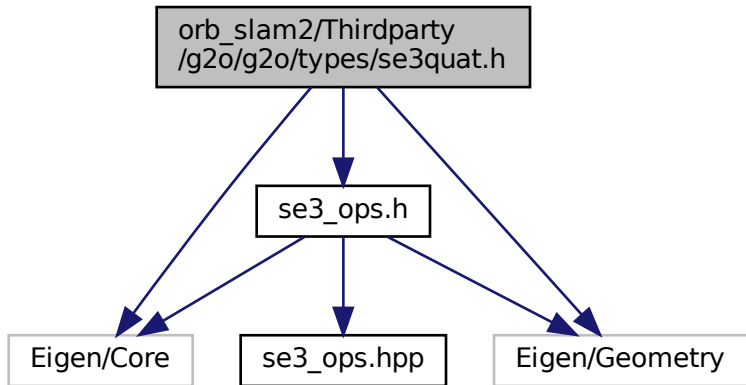 orb_slam2/Thirdparty
/g2o/g2o/types/se3quat.h
se3_ops.h
Eigen/Core
se3_ops.hpp
Eigen/Geometry